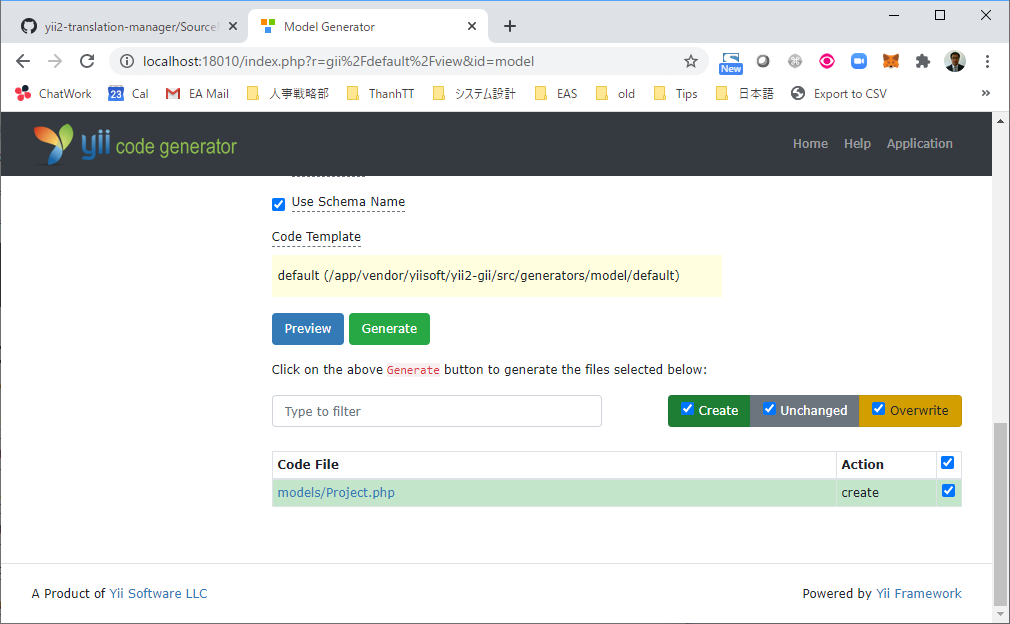 yii2-translation-manager/Source
Model Generator
localhost:18010/index.php?r=gii%2Fdefault%2Fview&id=model
New
ChatWork
23
Cal
EA Mail
人事戦略部
ThanhTT
システム設計
EAS
old
Tips
日本語
Export to CSV
»
yii code generator
Home
Help
Application
Use Schema Name
Code Template
default (/app/vendor/yiisoft/yii2-gii/src/generators/model/default)
Preview
Generate
Click on the above Generate button to generate the files selected below:
Type to filter
Create
Unchanged
Overwrite
Code File
Action
models/Project.php
create
A Product of Yii Software LLC
Powered by Yii Framework